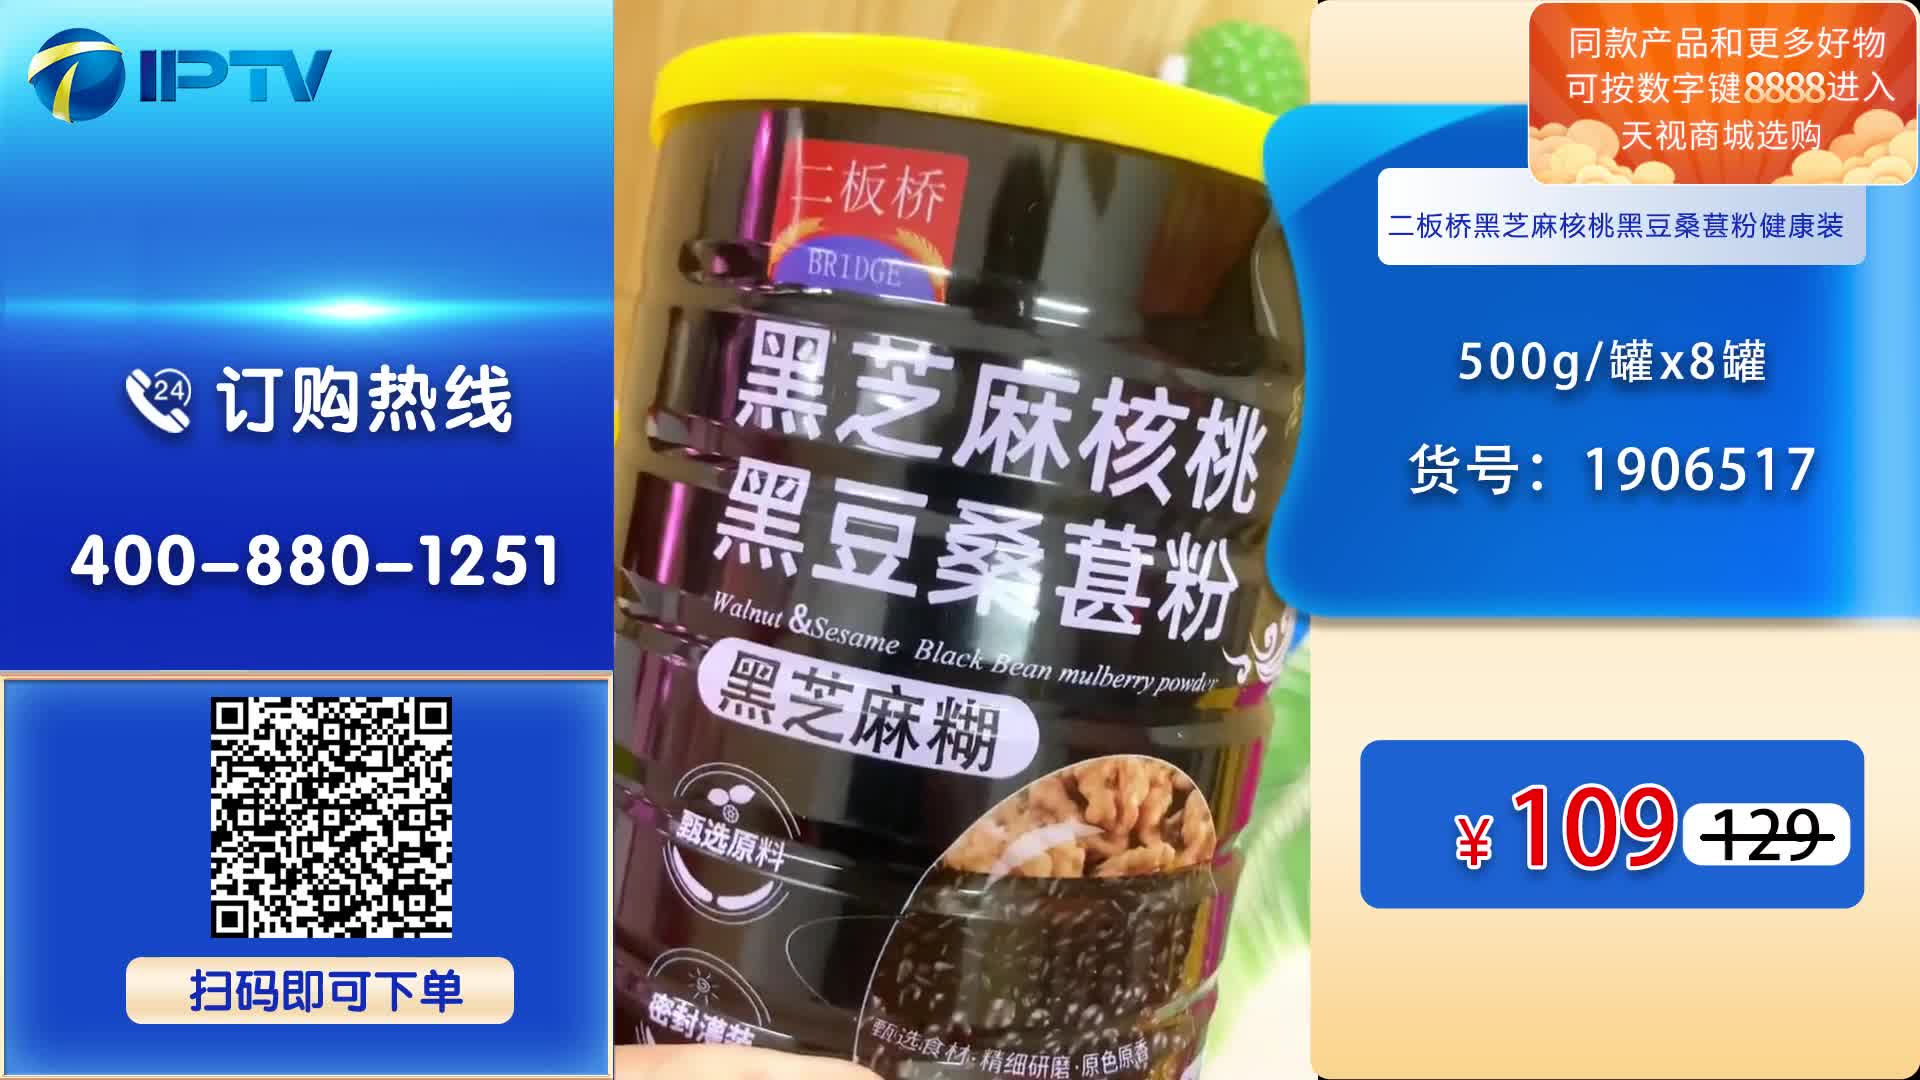 IPTV
24
订购热线
400-880-1251
扫码即可下单
二板桥
BRIDGE
黑芝麻核桃
黑豆桑葚粉
Walnut &Sesame Black Bean mulberry powder
黑芝麻糊
甄选原料
密封灌装
甄选食材·精细研磨·原色原香
同款产品和更多好物
可按数字键8888进入
天视商城选购
二板桥黑芝麻核桃黑豆桑葚粉健康装
500g/罐x8罐
货号：1906517
¥109
129